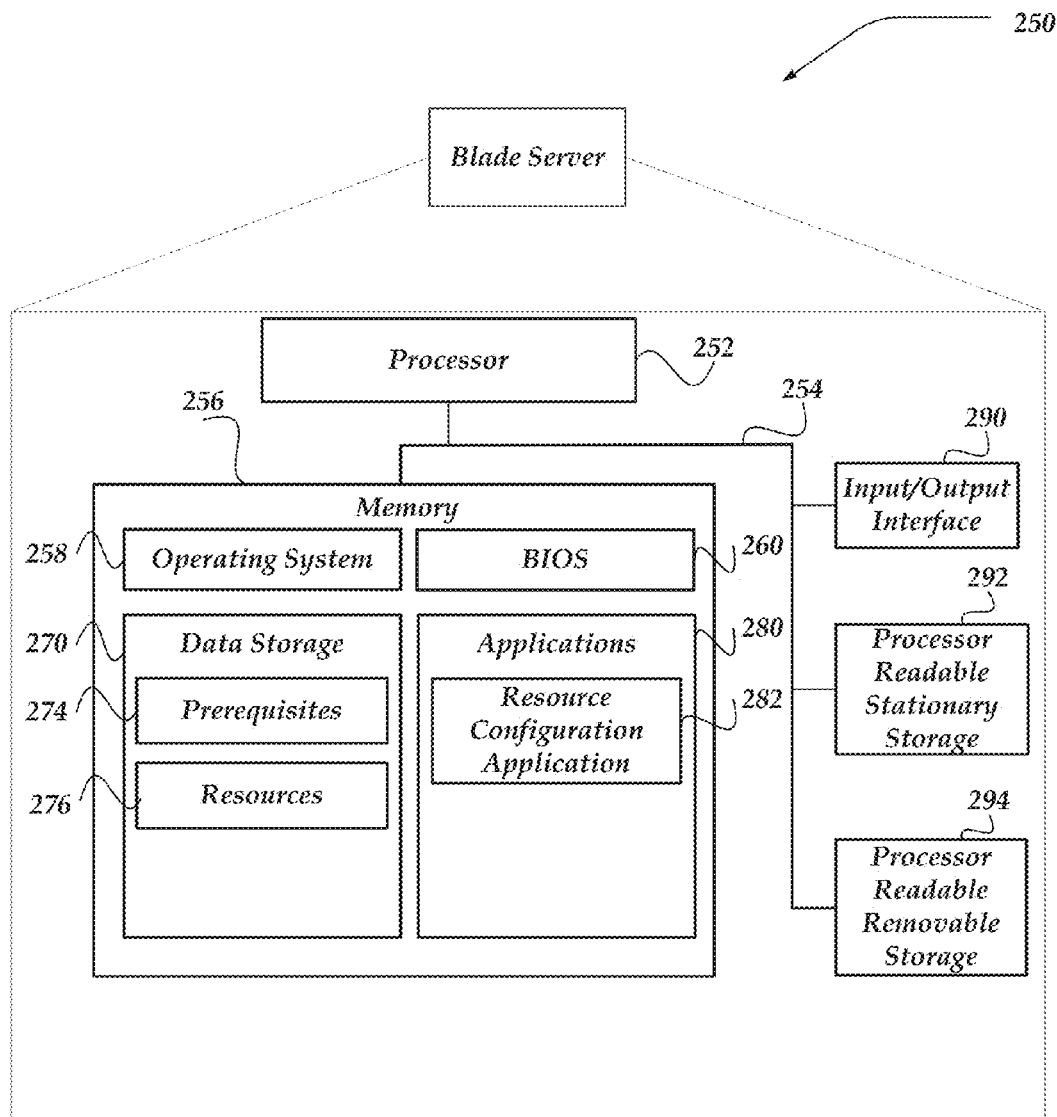 250
Blade Server
Processor
252
256
254
290
Input/Output
Interface
Memory
258
Operating System
BIOS
260
292
270
Data Storage
Applications
280
Processor
Readable
Stationary
Storage
274
Prerequisites
Resource
Configuration
Application
282
276
Resources
294
Processor
Readable
Removable
Storage